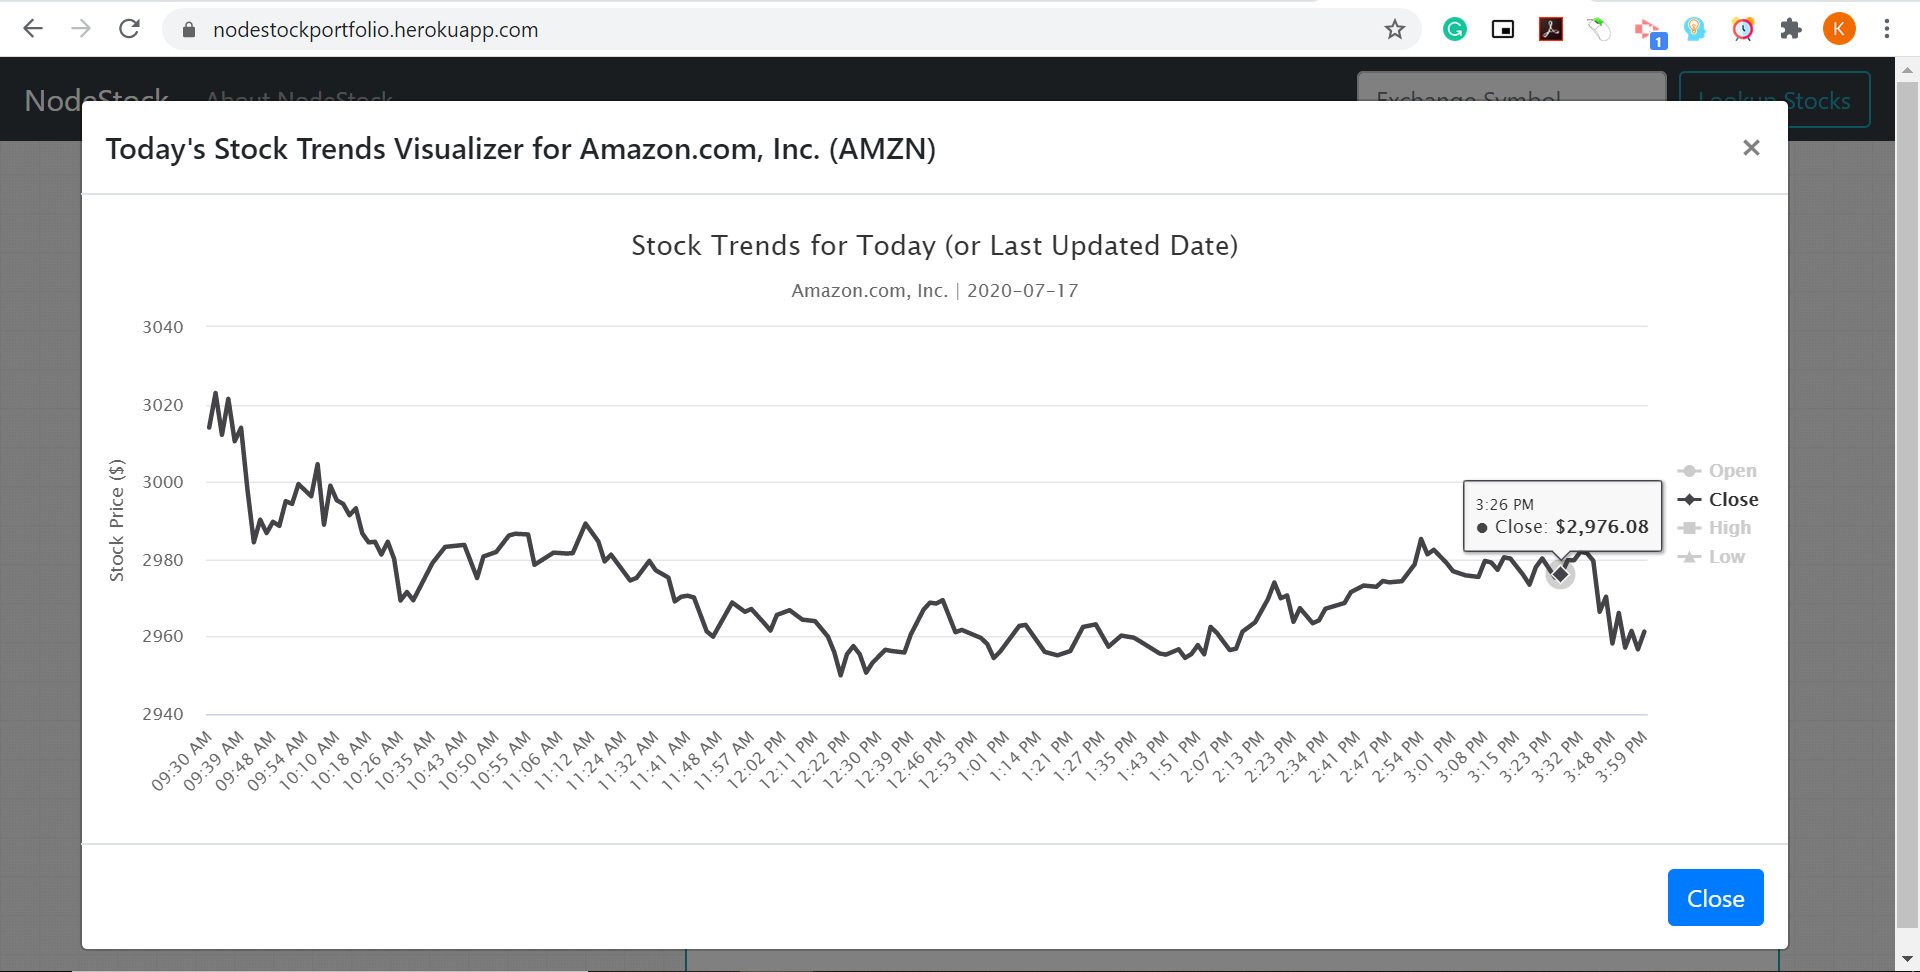 nodestockportfolio.herokuapp.com
1
K
NodeStock About NodeStock Exchange Symbol Lookup Stocks
Today's Stock Trends Visualizer for Amazon.com, Inc. (AMZN)
×
Stock Trends for Today (or Last Updated Date)
Amazon.com, Inc. | 2020-07-17
Stock Price ($)
3040
3020
3000
2980
2960
2940
3:26 PM
● Close: $2,976.08
Open
Close
High
Low
09:30 AM
09:39 AM
09:48 AM
09:54 AM
10:10 AM
10:18 AM
10:26 AM
10:35 AM
10:43 AM
10:50 AM
10:55 AM
11:06 AM
11:12 AM
11:24 AM
11:32 AM
11:41 AM
11:48 AM
11:57 AM
12:02 PM
12:11 PM
12:22 PM
12:30 PM
12:39 PM
12:46 PM
12:53 PM
1:01 PM
1:14 PM
1:21 PM
1:27 PM
1:35 PM
1:43 PM
1:51 PM
2:07 PM
2:13 PM
2:23 PM
2:34 PM
2:41 PM
2:47 PM
2:54 PM
3:01 PM
3:08 PM
3:15 PM
3:23 PM
3:32 PM
3:48 PM
3:59 PM
Close